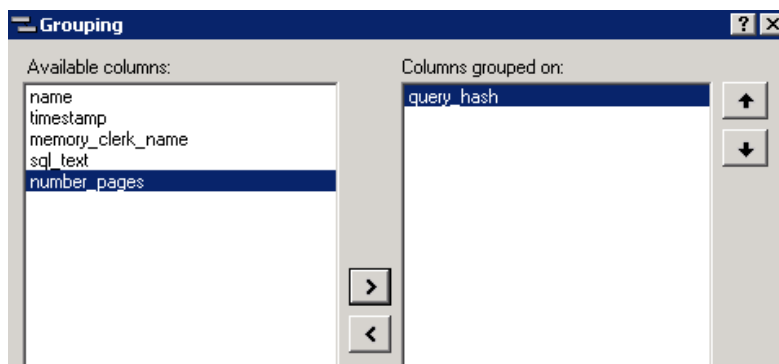 Grouping
Available columns:
name
timestamp
memory_clerk_name
sql_text
number_pages
Columns grouped on:
query_hash